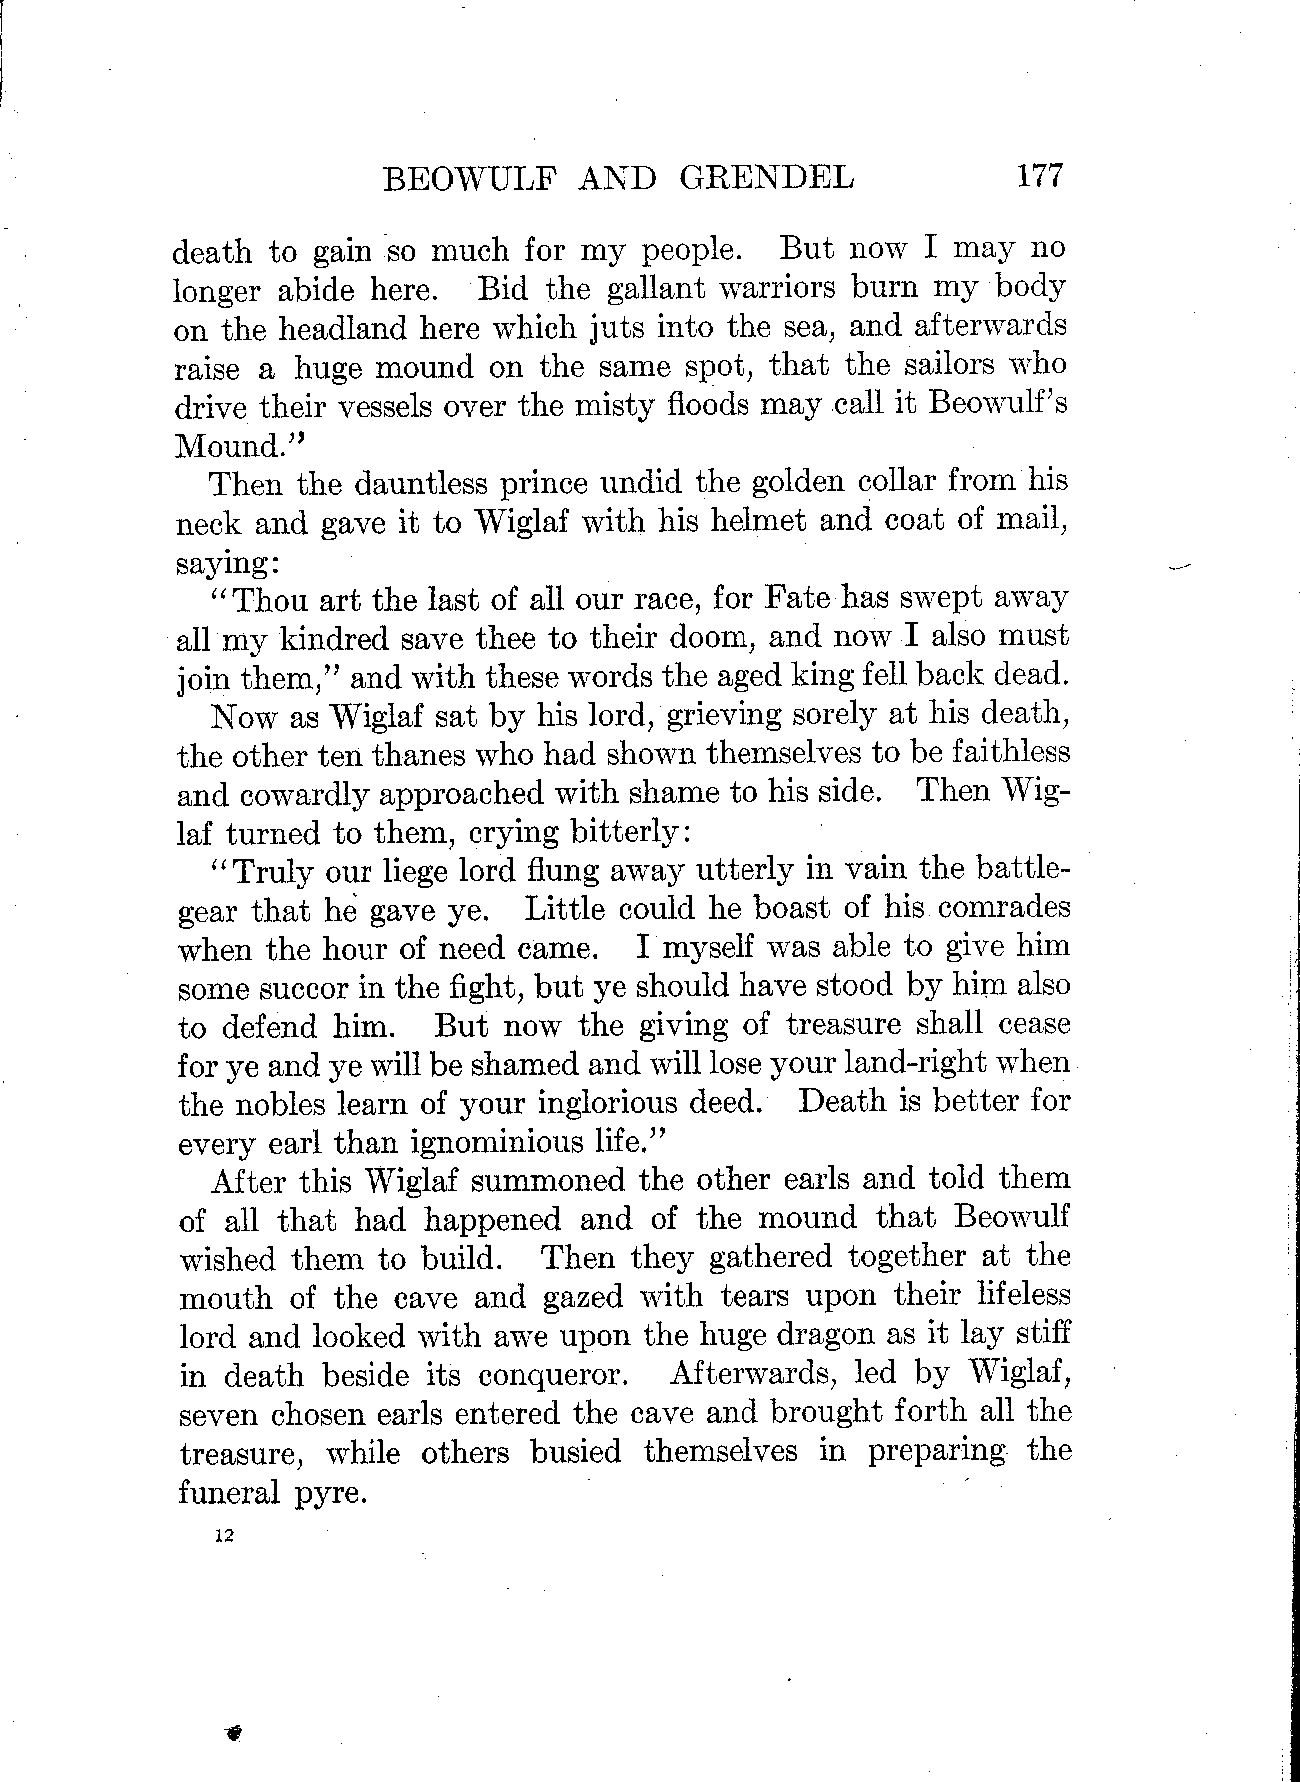 BEOWULF AND GRENDEL 177
death to gain so much for my people. But now I may no
longer abide here. Bid the gallant warriors burn my body
on the headland here which juts into the sea, and afterwards
raise a huge mound on the same spot, that the sailors who
drive their vessels over the misty floods may call it Beowulf's
Mound."
Then the dauntless prince undid the golden collar from his
neck and gave it to Wiglaf with his helmet and coat of mail,
saying:
"Thou art the last of all our race, for Fate has swept away
all my kindred save thee to their doom, and now I also must
join them," and with these words the aged king fell back dead.
Now as Wiglaf sat by his lord, grieving sorely at his death,
the other ten thanes who had shown themselves to be faithless
and cowardly approached with shame to his side. Then Wig-
laf turned to them, crying bitterly:
"Truly our liege lord flung away utterly in vain the battle-
gear that he gave ye. Little could he boast of his comrades
when the hour of need came. I myself was able to give him
some succor in the fight, but ye should have stood by him also
to defend him. But now the giving of treasure shall cease
for ye and ye will be shamed and will lose your land-right when
the nobles learn of your inglorious deed. Death is better for
every earl than ignominious life."
After this Wiglaf summoned the other earls and told them
of all that had happened and of the mound that Beowulf
wished them to build. Then they gathered together at the
mouth of the cave and gazed with tears upon their lifeless
lord and looked with awe upon the huge dragon as it lay stiff
in death beside its conqueror. Afterwards, led by Wiglaf,
seven chosen earls entered the cave and brought forth all the
treasure, while others busied themselves in preparing the
funeral pyre.
12